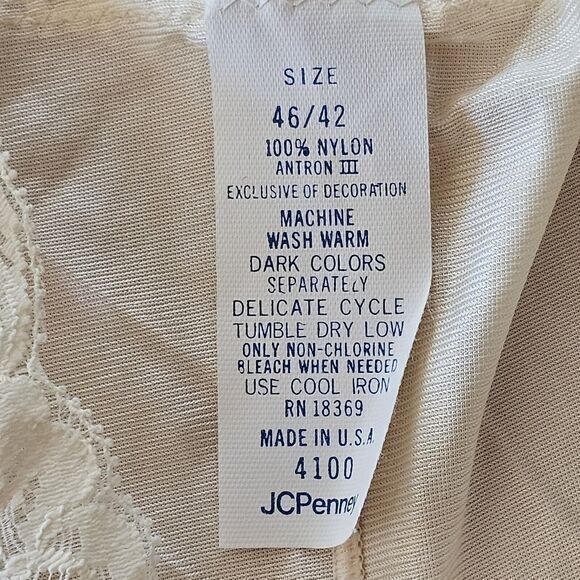 SIZE
46/42
100% NYLON
ANTRON III
EXCLUSIVE OF DECORATION
MACHINE
WASH WARM
DARK COLORS
SEPARATELY
DELICATE CYCLE
TUMBLE DRY LOW
ONLY NON-CHLORINE
BLEACH WHEN NEEDED
USE COOL IRON
RN 18369
MADE IN U.S.A.
4100
JCPenney